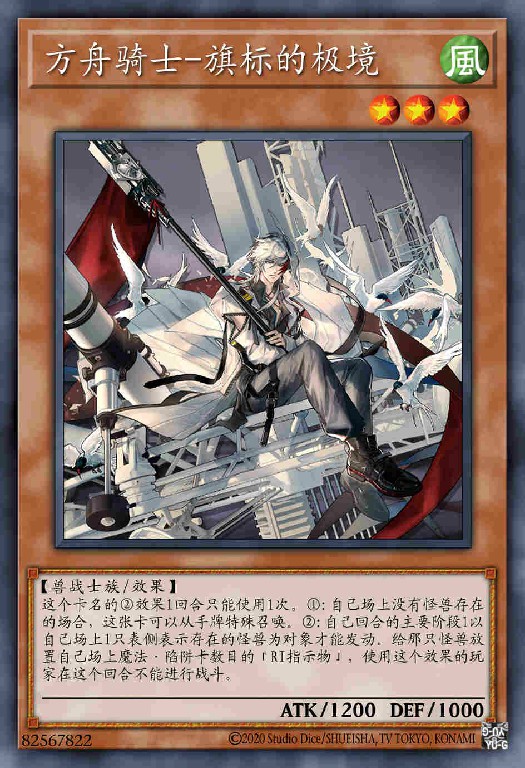 方舟骑士-旗标的极境
風
【兽战士族/效果】
这个卡名的②效果1回合只能使用1次。①:自己场上没有怪兽存在
的场合,这张卡可以从手牌特殊召唤。②:自己回合的主要阶段1以
自己场上1只表侧表示存在的怪兽为对象才能发动。给那只怪兽放
置自己场上魔法·陷阱卡数目的「RI指示物」,使用这个效果的玩
家在这个回合不能进行战斗。
ATK/1200 DEF/1000
82567822
©2020 Studio Dice/SHUEISHA, TV TOKYO, KONAMI